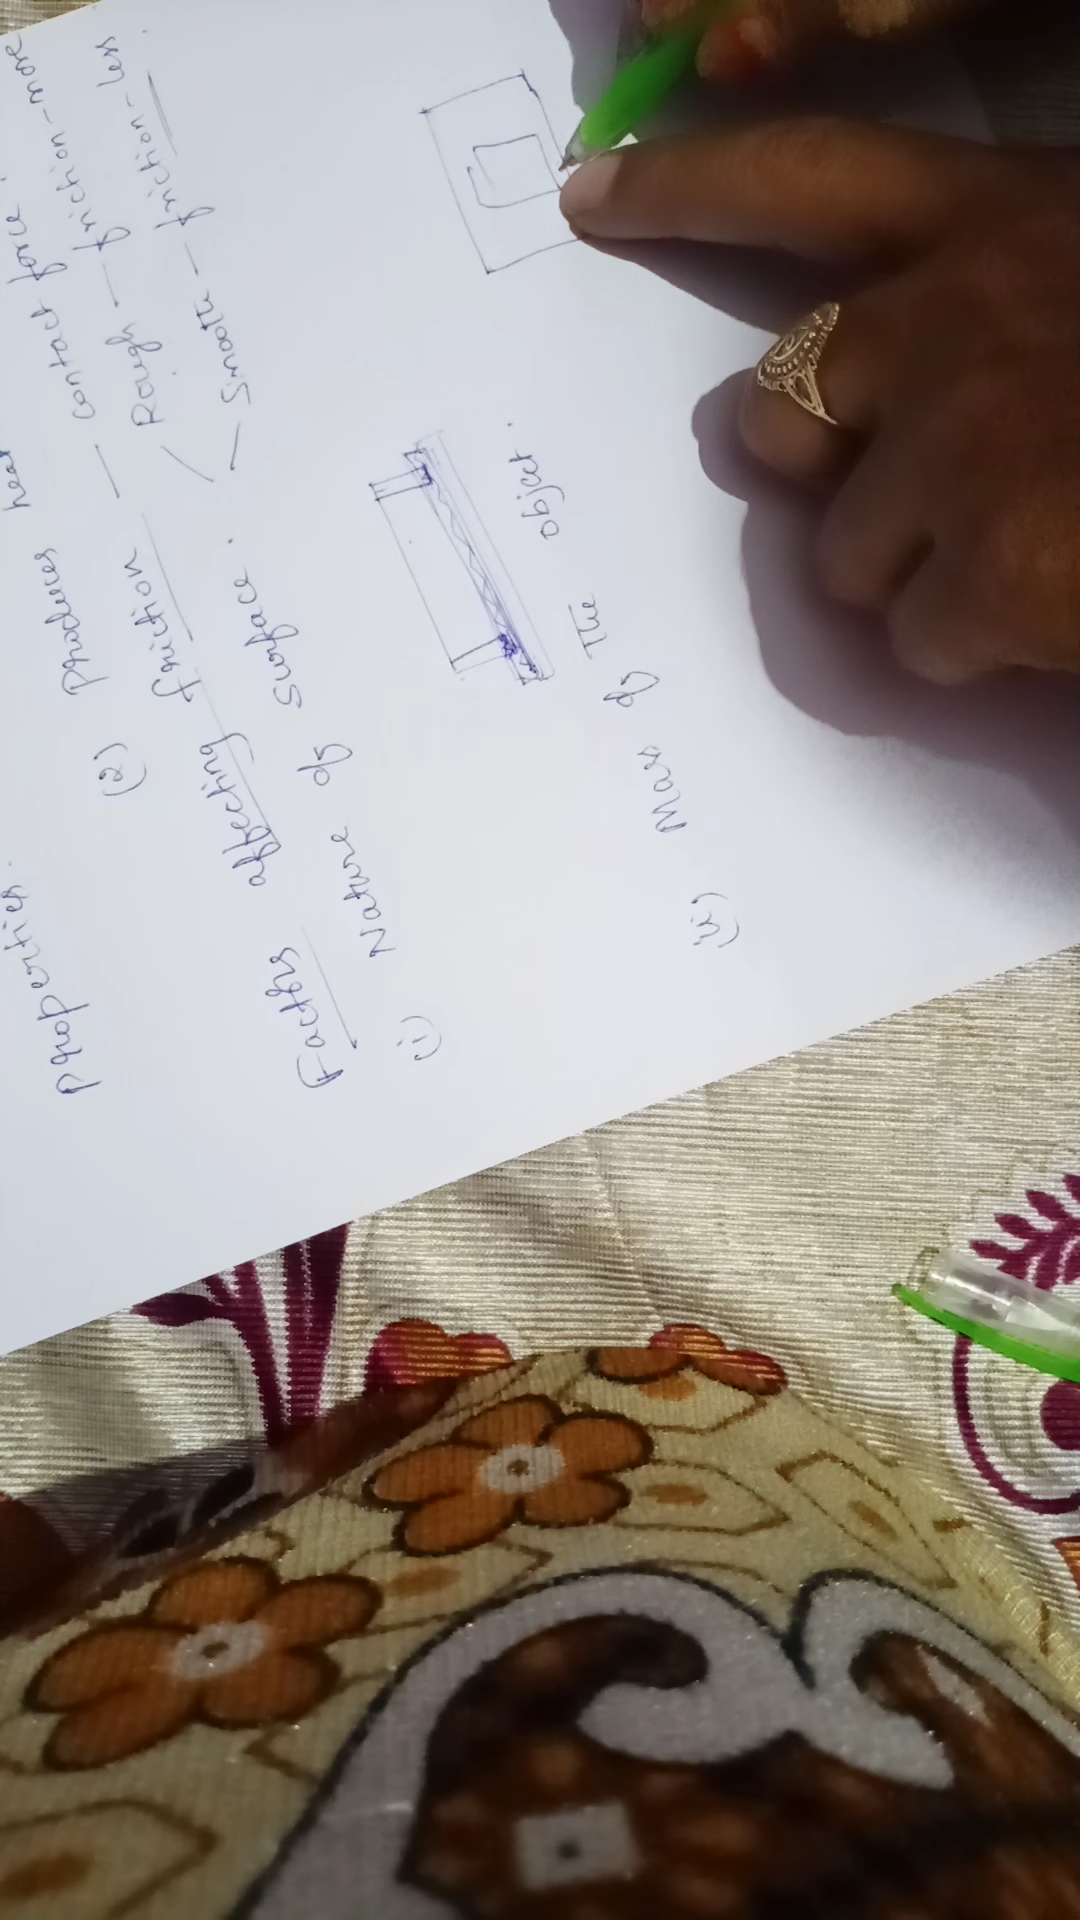 Properties.
(2) Produces heat
friction — contact force.
Factors affecting friction
Rough — friction-more
(i) Nature of Surface.
Smooth — friction-less.
(ii) Mass of The object.